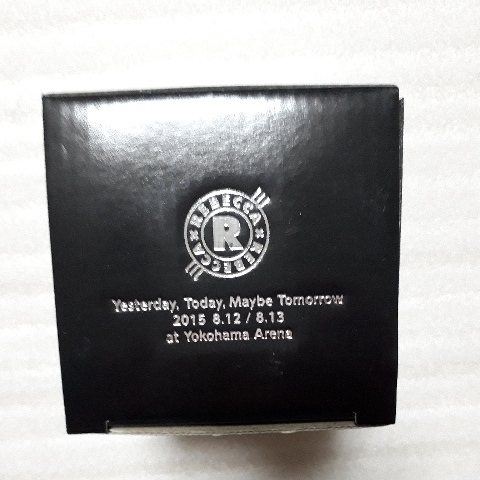 REBECCA × REBECCA ×
R
Yesterday, Today, Maybe Tomorrow
2015 8.12 / 8.13
at Yokohama Arena